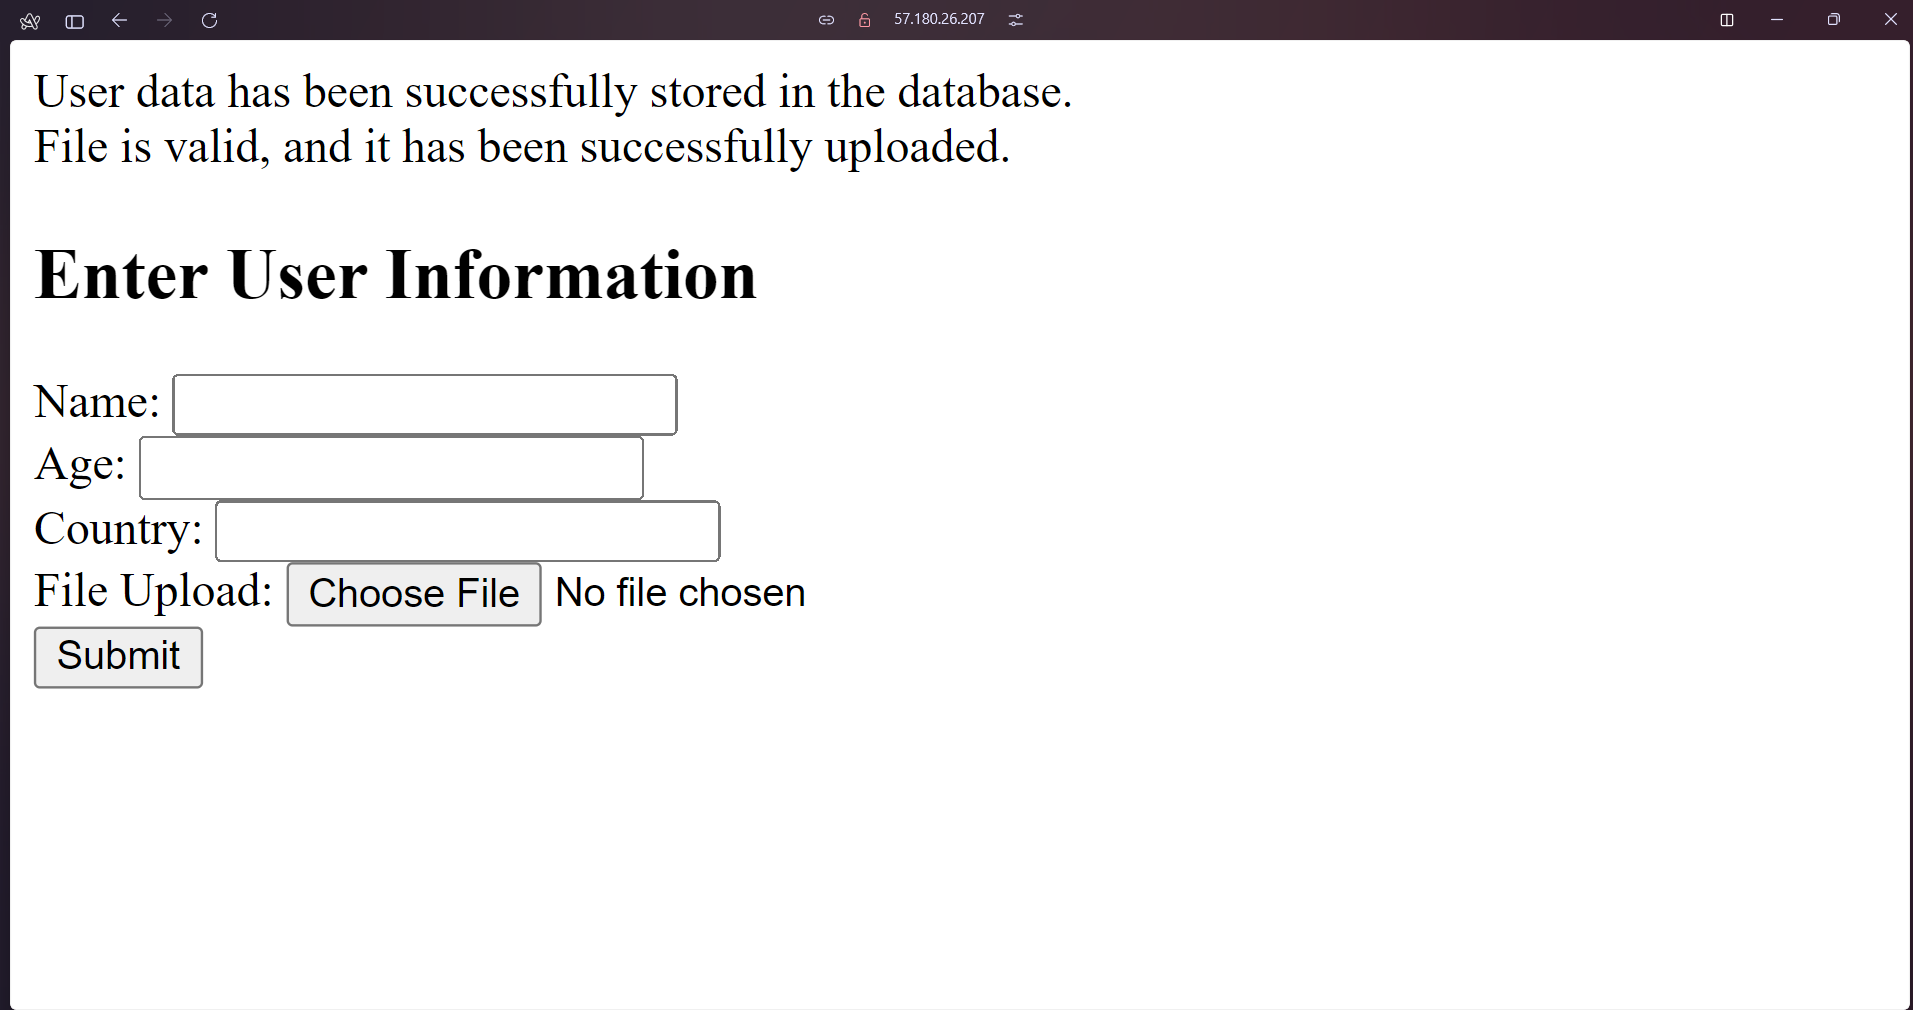 57.180.26.207
User data has been successfully stored in the database.
File is valid, and it has been successfully uploaded.
Enter User Information
Name:
Age:
Country:
File Upload: Choose File No file chosen
Submit